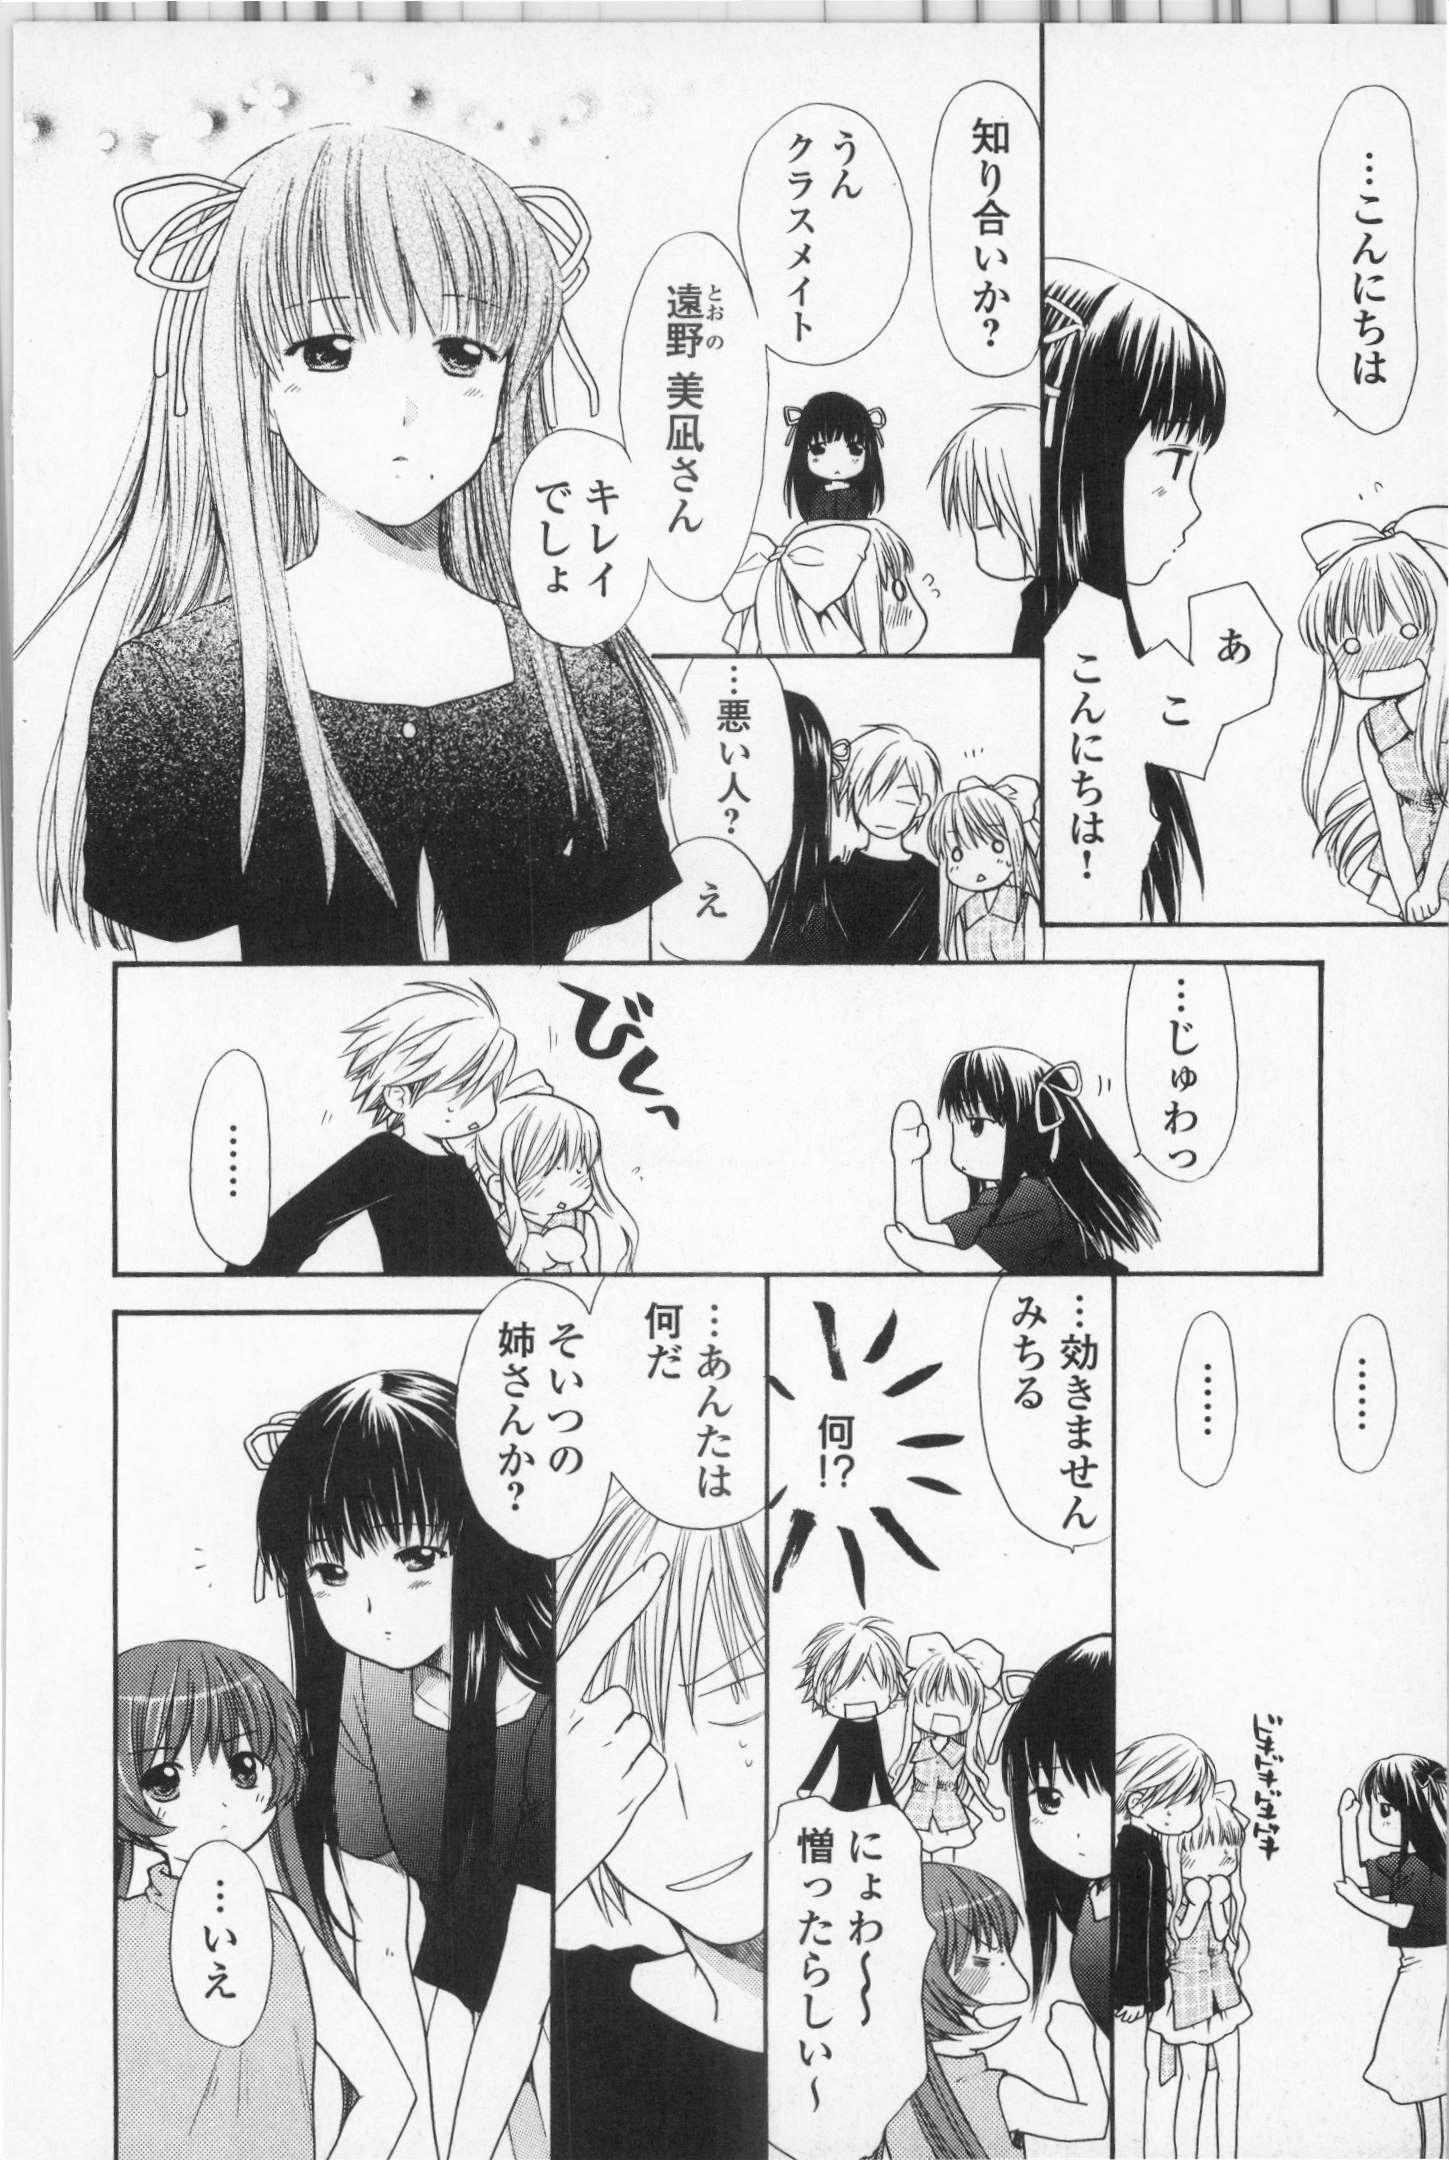 …こんにちは
あ
こ
こんにちは!
知り合いか?
うん
クラスメイト
遠野 美凪さん
とおの
キレイ
でしょ
…悪い人?
え
…じゅわっ
びくっ
……
……
……
ドキドキドキドキ
…効きません
みちる
何!?
にょわ～～
憎ったらしい～
…あんたは
何だ
そいつの
姉さんか?
…いえ